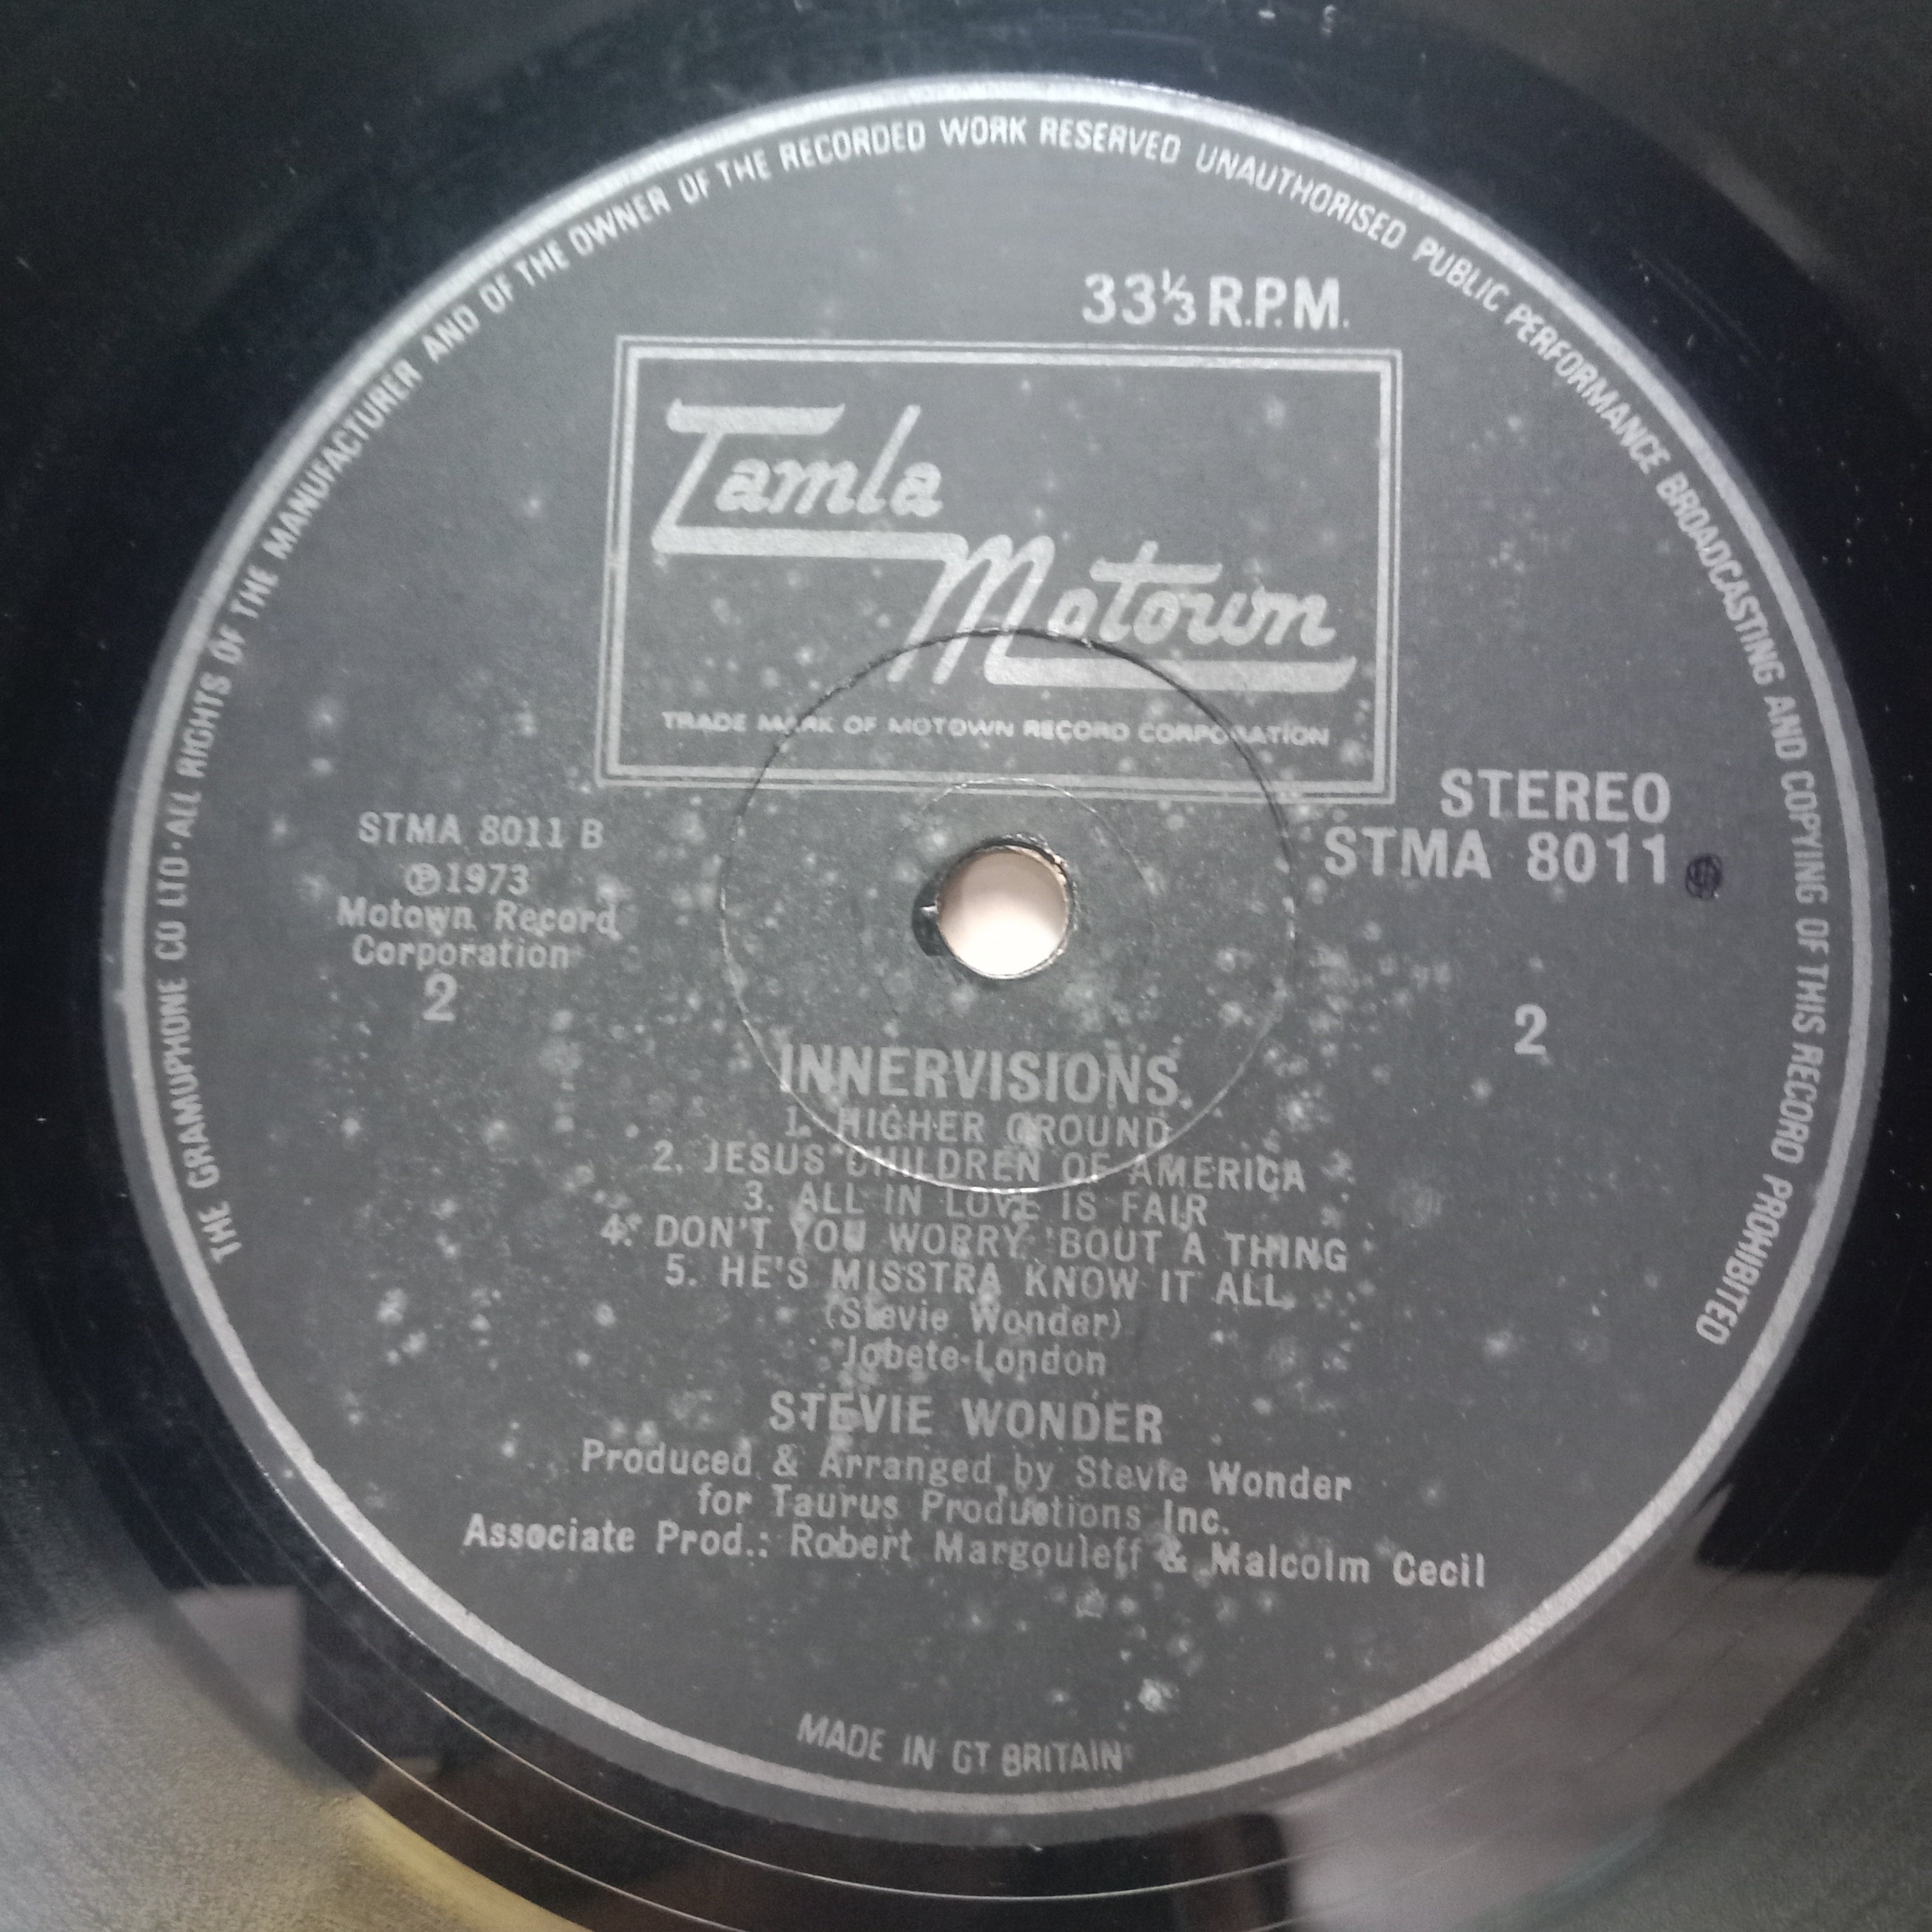 THE GRAMOPHONE CO LTD · ALL RIGHTS OF THE MANUFACTURER AND OF THE OWNER OF THE RECORDED WORK RESERVED UNAUTHORISED PUBLIC PERFORMANCE BROADCASTING AND COPYING OF THIS RECORD PROHIBITED
33⅓ R.P.M.
Tamla
Motown
TRADE MARK OF MOTOWN RECORD CORPORATION
STEREO
STMA 8011
STMA 8011 B
℗1973
Motown Record
Corporation
2
2
INNERVISIONS
1. HIGHER GROUND
2. JESUS CHILDREN OF AMERICA
3. ALL IN LOVE IS FAIR
4. DON'T YOU WORRY 'BOUT A THING
5. HE'S MISSTRA KNOW IT ALL
(Stevie Wonder)
Jobete-London
STEVIE WONDER
Produced & Arranged by Stevie Wonder
for Taurus Productions Inc.
Associate Prod.: Robert Margouleff & Malcolm Cecil
MADE IN GT BRITAIN